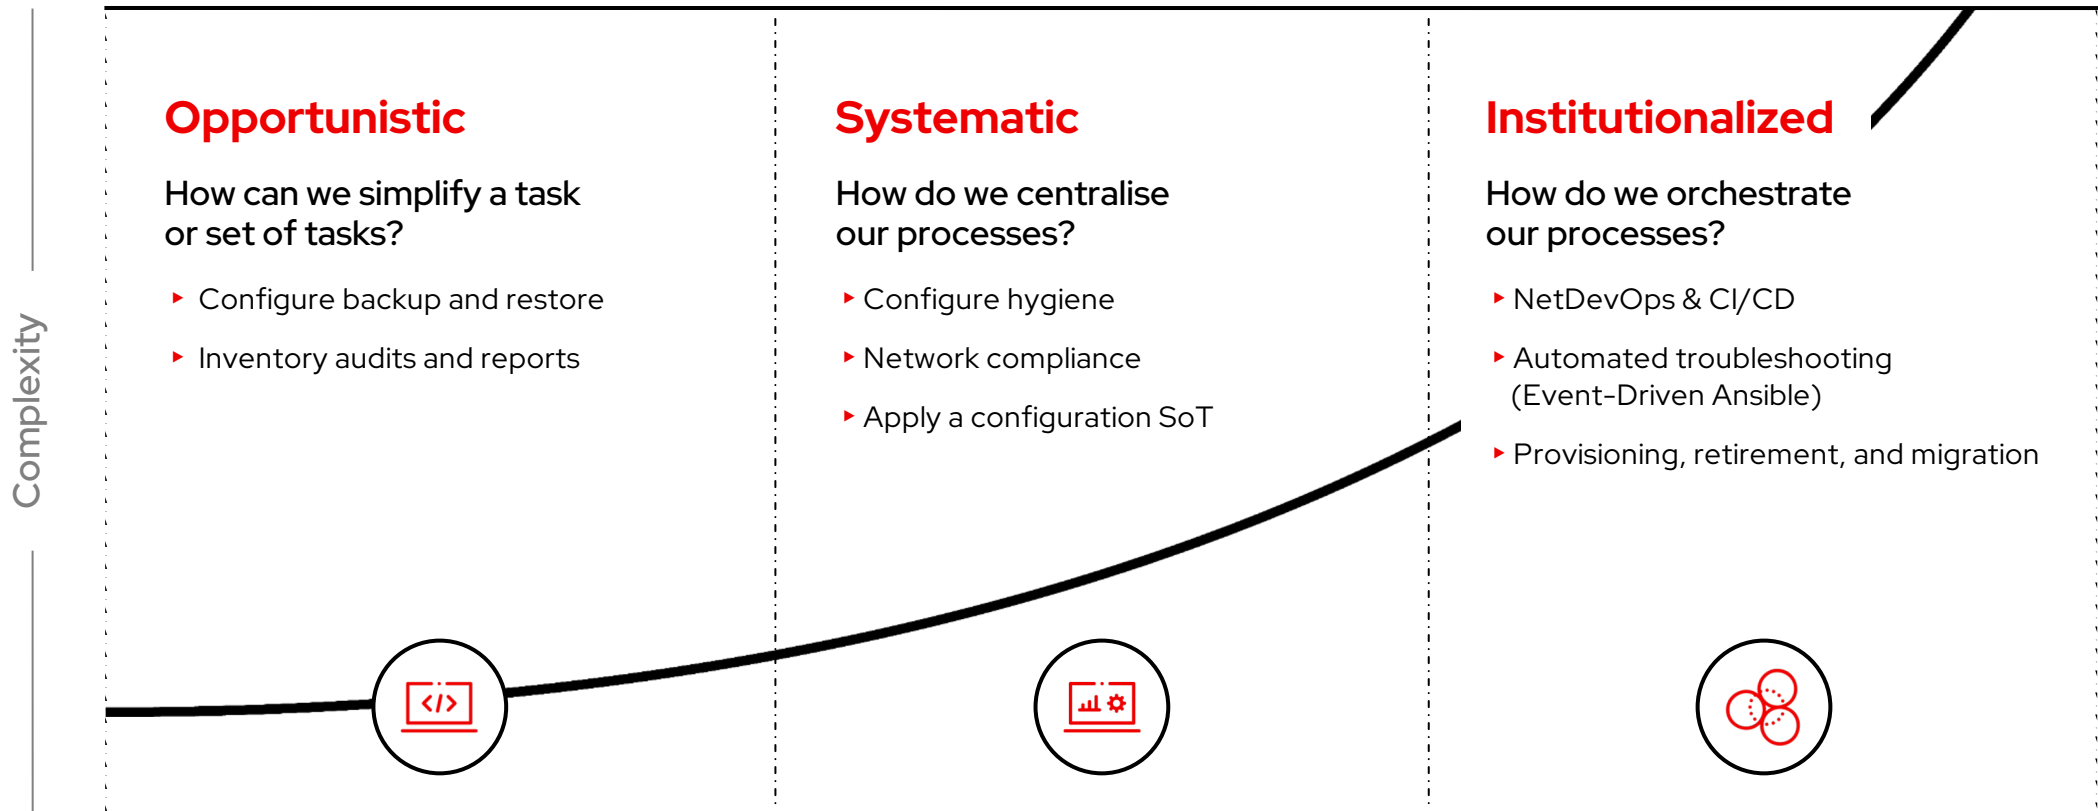 Complexity
Opportunistic
How can we simplify a task
or set of tasks?
Configure backup and restore
Inventory audits and reports
Systematic
How do we centralise
our processes?
Configure hygiene
Network compliance
Apply a configuration SoT
Institutionalized
How do we orchestrate
our processes?
NetDevOps & CI/CD
Automated troubleshooting
(Event-Driven Ansible)
Provisioning, retirement, and migration